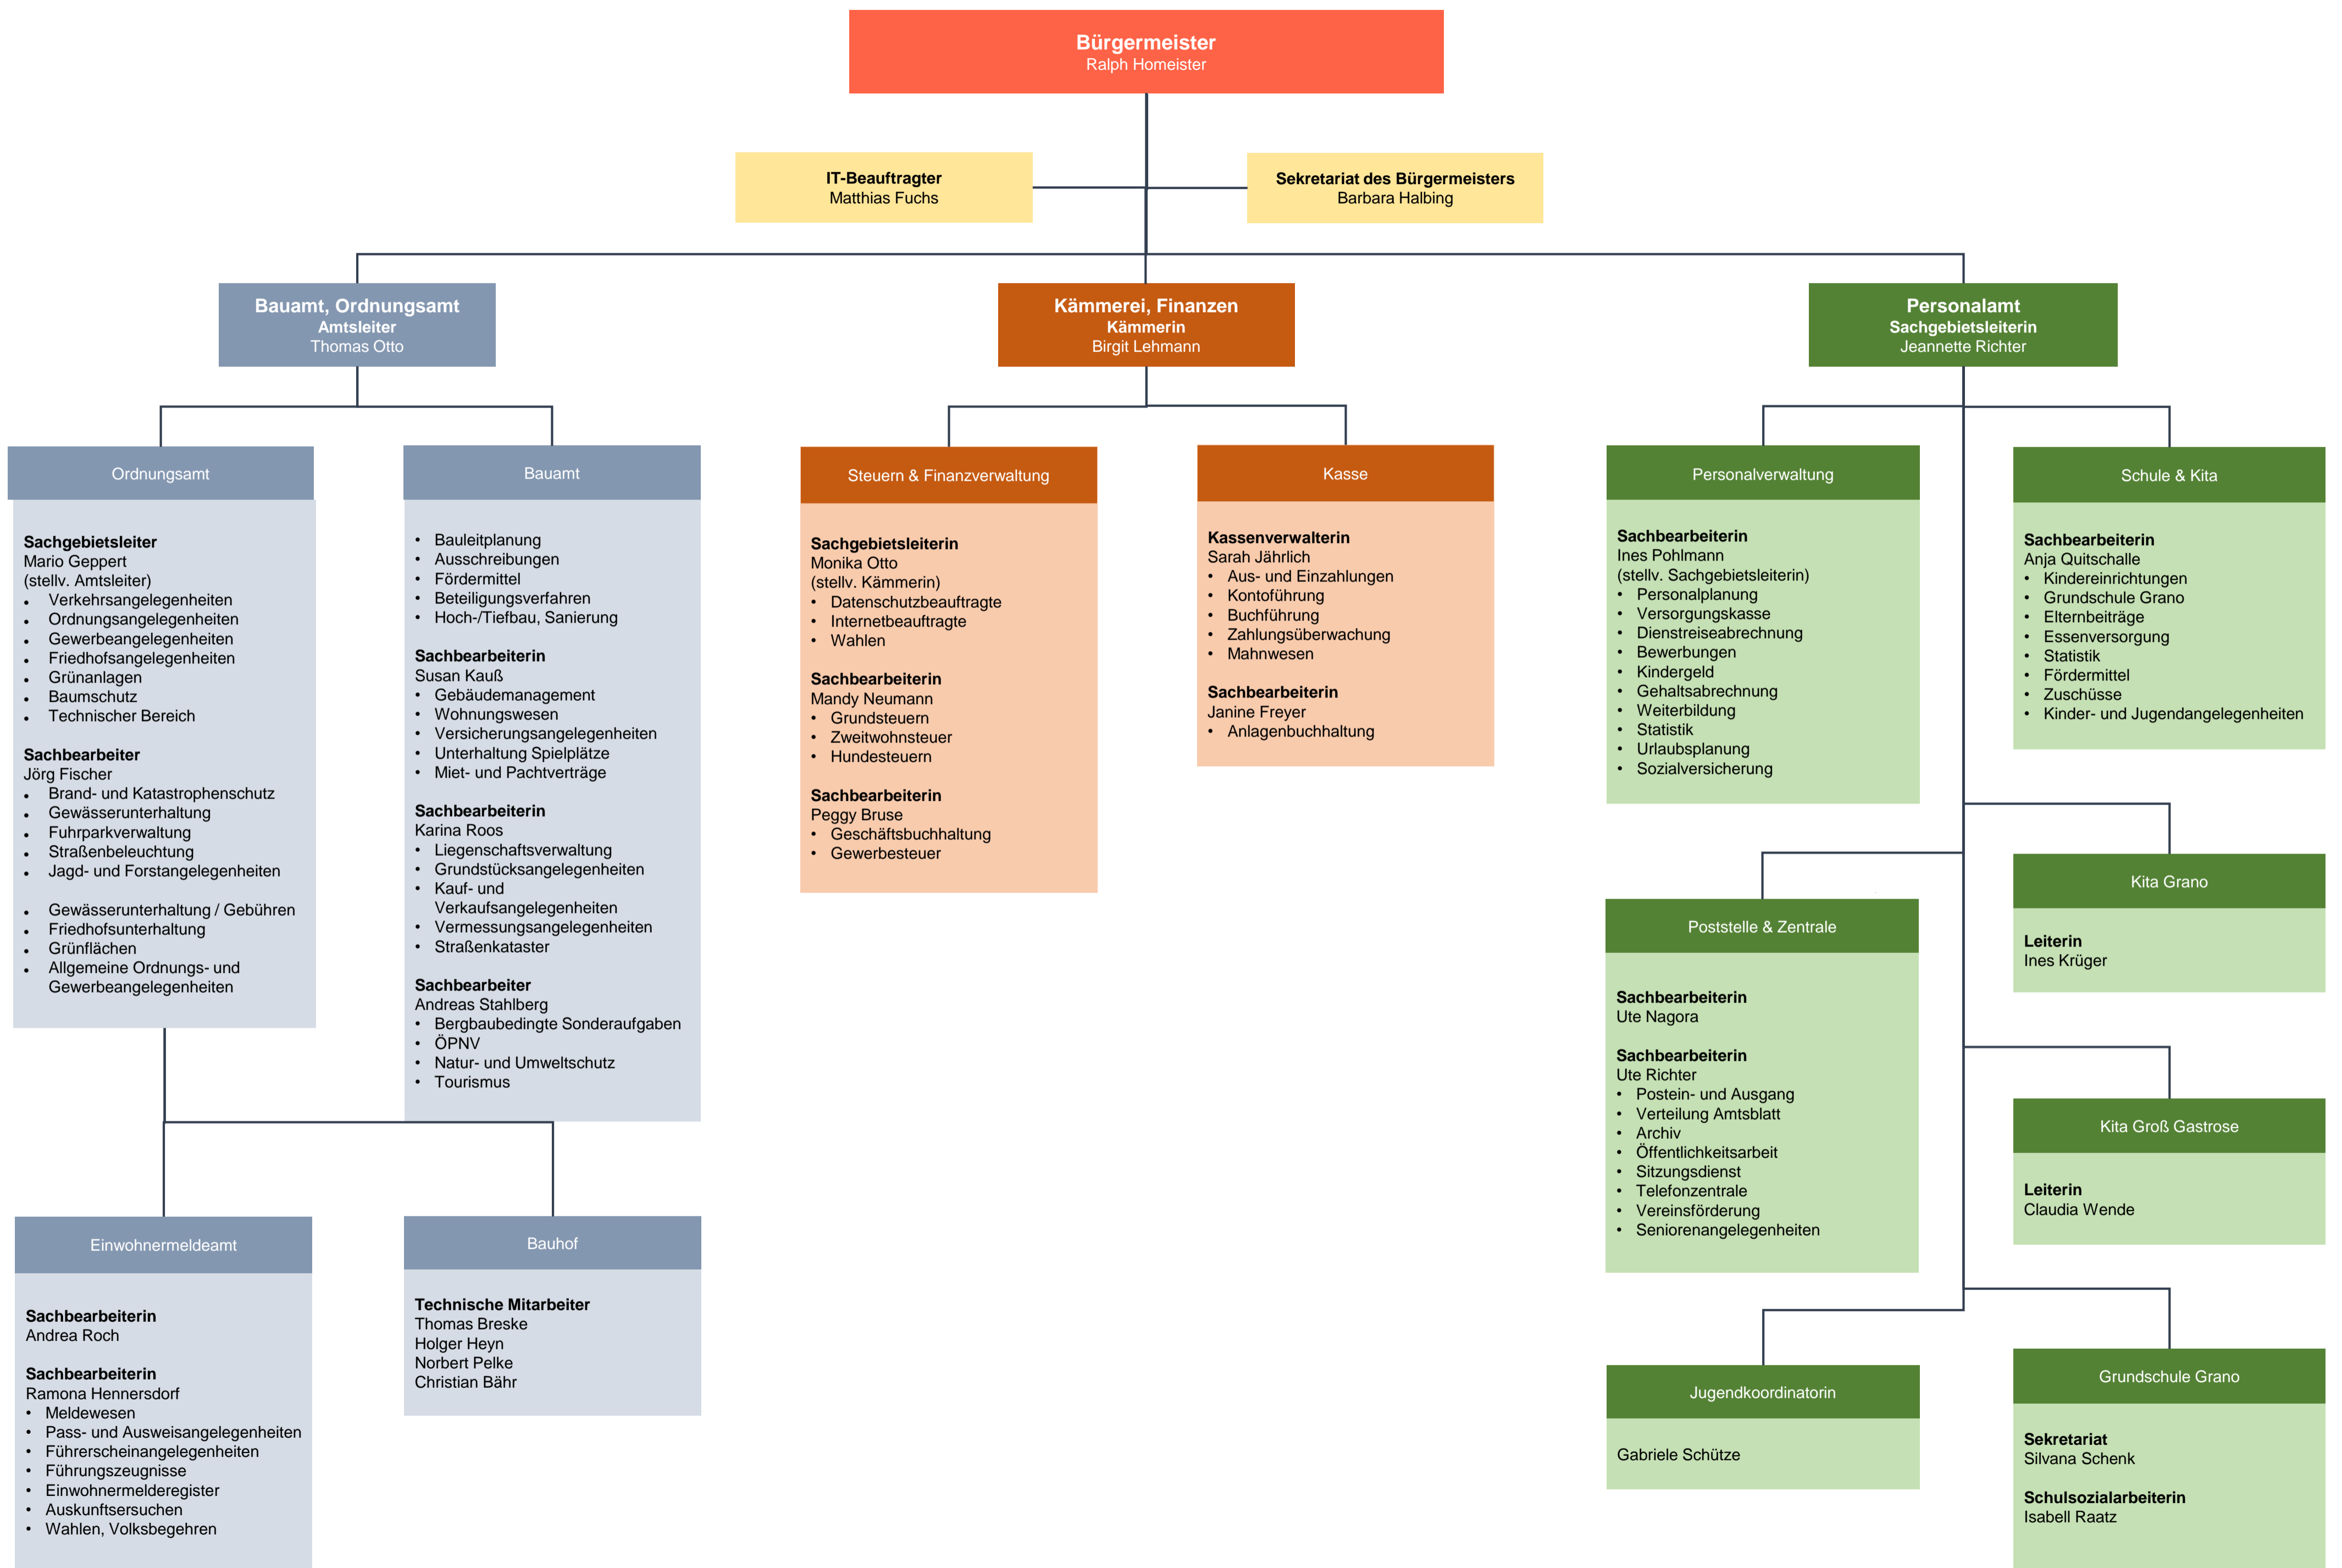 Bürgermeister
Ralph Homeister
IT-Beauftragter
Matthias Fuchs
Sekretariat des Bürgermeisters
Barbara Halbing
Bauamt, Ordnungsamt
Amtsleiter
Thomas Otto
Kämmerei, Finanzen
Kämmerin
Birgit Lehmann
Personalamt
Sachgebietsleiterin
Jeannette Richter
Ordnungsamt
Sachgebietsleiter
Mario Geppert
(stellv. Amtsleiter)
• Verkehrsangelegenheiten
• Ordnungsangelegenheiten
• Gewerbeangelegenheiten
• Friedhofsangelegenheiten
• Grünanlagen
• Baumschutz
• Technischer Bereich
Sachbearbeiter
Jörg Fischer
• Brand- und Katastrophenschutz
• Gewässerunterhaltung
• Fuhrparkverwaltung
• Straßenbeleuchtung
• Jagd- und Forstangelegenheiten
• Gewässerunterhaltung / Gebühren
• Friedhofsunterhaltung
• Grünflächen
• Allgemeine Ordnungs- und
Gewerbeangelegenheiten
Bauamt
• Bauleitplanung
• Ausschreibungen
• Fördermittel
• Beteiligungsverfahren
• Hoch-/Tiefbau, Sanierung
Sachbearbeiterin
Susan Kauß
• Gebäudemanagement
• Wohnungswesen
• Versicherungsangelegenheiten
• Unterhaltung Spielplätze
• Miet- und Pachtverträge
Sachbearbeiterin
Karina Roos
• Liegenschaftsverwaltung
• Grundstücksangelegenheiten
• Kauf- und
Verkaufsangelegenheiten
• Vermessungsangelegenheiten
• Straßenkataster
Sachbearbeiter
Andreas Stahlberg
• Bergbaubedingte Sonderaufgaben
• ÖPNV
• Natur- und Umweltschutz
• Tourismus
Einwohnermeldeamt
Sachbearbeiterin
Andrea Roch
Sachbearbeiterin
Ramona Hennersdorf
• Meldewesen
• Pass- und Ausweisangelegenheiten
• Führerscheinangelegenheiten
• Führungszeugnisse
• Einwohnermelderegister
• Auskunftsersuchen
• Wahlen, Volksbegehren
Bauhof
Technische Mitarbeiter
Thomas Breske
Holger Heyn
Norbert Pelke
Christian Bähr
Steuern & Finanzverwaltung
Sachgebietsleiterin
Monika Otto
(stellv. Kämmerin)
• Datenschutzbeauftragte
• Internetbeauftragte
• Wahlen
Sachbearbeiterin
Mandy Neumann
• Grundsteuern
• Zweitwohnsteuer
• Hundesteuern
Sachbearbeiterin
Peggy Bruse
• Geschäftsbuchhaltung
• Gewerbesteuer
Kasse
Kassenverwalterin
Sarah Jährlich
• Aus- und Einzahlungen
• Kontoführung
• Buchführung
• Zahlungsüberwachung
• Mahnwesen
Sachbearbeiterin
Janine Freyer
• Anlagenbuchhaltung
Personalverwaltung
Sachbearbeiterin
Ines Pohlmann
(stellv. Sachgebietsleiterin)
• Personalplanung
• Versorgungskasse
• Dienstreiseabrechnung
• Bewerbungen
• Kindergeld
• Gehaltsabrechnung
• Weiterbildung
• Statistik
• Urlaubsplanung
• Sozialversicherung
Poststelle & Zentrale
Sachbearbeiterin
Ute Nagora
Sachbearbeiterin
Ute Richter
• Postein- und Ausgang
• Verteilung Amtsblatt
• Archiv
• Öffentlichkeitsarbeit
• Sitzungsdienst
• Telefonzentrale
• Vereinsförderung
• Seniorenangelegenheiten
Jugendkoordinatorin
Gabriele Schütze
Schule & Kita
Sachbearbeiterin
Anja Quitschalle
• Kindereinrichtungen
• Grundschule Grano
• Elternbeiträge
• Essenversorgung
• Statistik
• Fördermittel
• Zuschüsse
• Kinder- und Jugendangelegenheiten
Kita Grano
Leiterin
Ines Krüger
Kita Groß Gastrose
Leiterin
Claudia Wende
Grundschule Grano
Sekretariat
Silvana Schenk
Schulsozialarbeiterin
Isabell Raatz